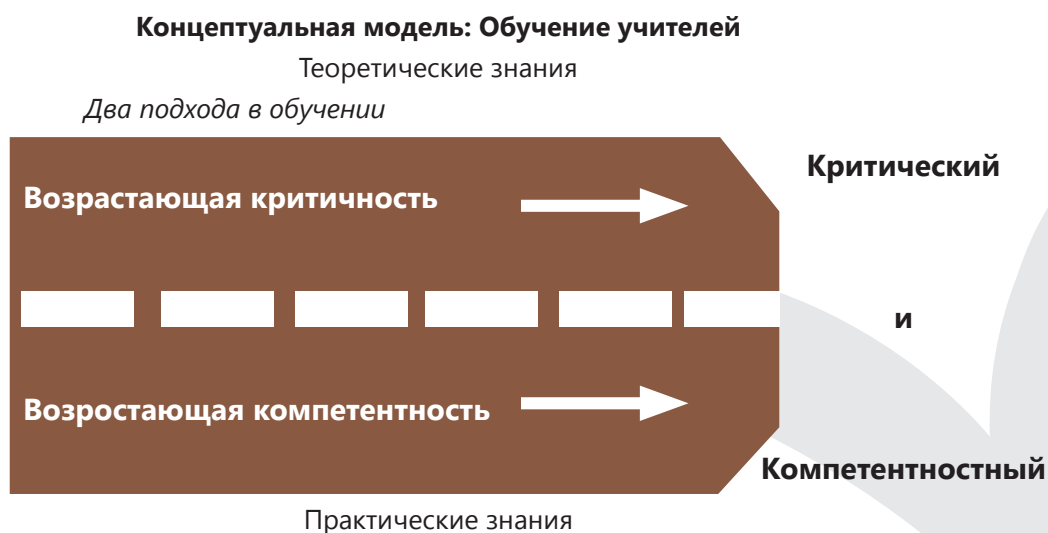 Концептуальная модель: Обучение учителей
Теоретические знания
Два подхода в обучении
Возрастающая критичность
Критический
и
Возростающая компетентность
Компетентностный
Практические знания